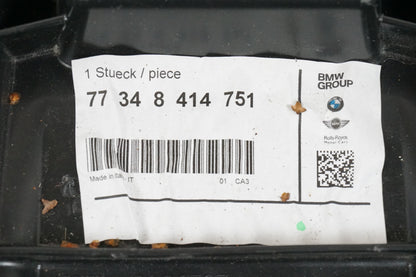 1 Stueck / piece
77 34 8 414 751
Made in Italy IT
01 CA3
BMW
GROUP
Rolls-Royce
Motor Cars